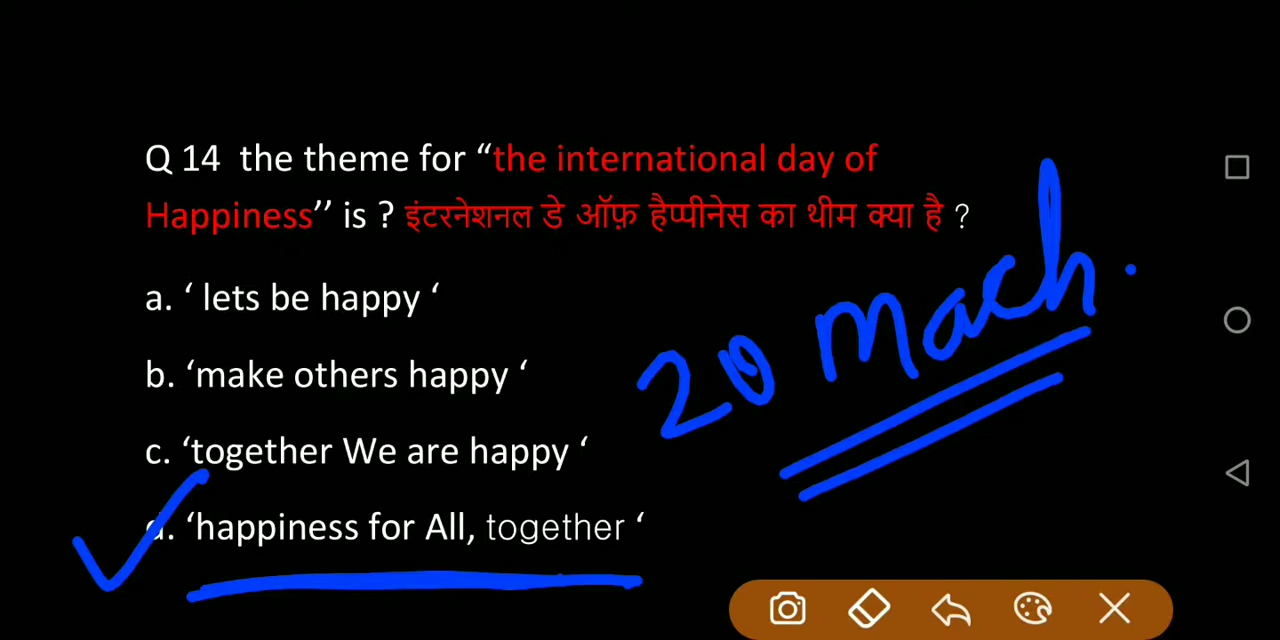 Q 14 the theme for “the international day of
Happiness’’ is ? इंटरनेशनल डे ऑफ़ हैप्पीनेस का थीम क्या है ?
a. ‘ lets be happy ‘
b. ‘make others happy ‘
c. ‘together We are happy ‘
d. ‘happiness for All, together ‘
20 Mach.